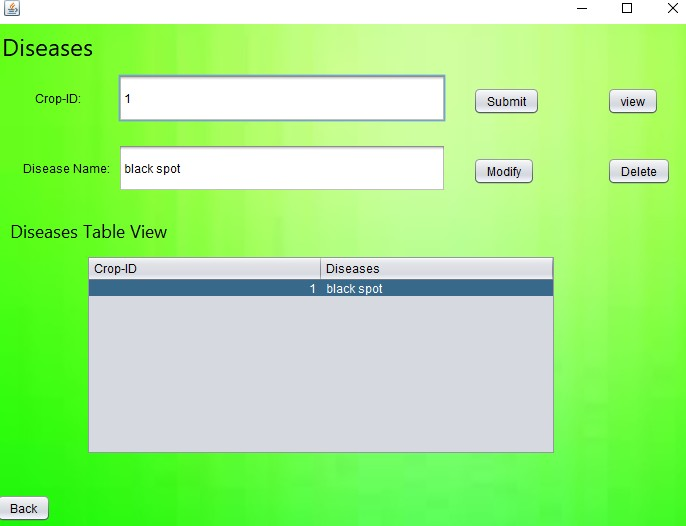 Diseases
Crop-ID: 1 Submit view
Disease Name: black spot Modify Delete
Diseases Table View
Crop-ID Diseases
1 black spot
Back